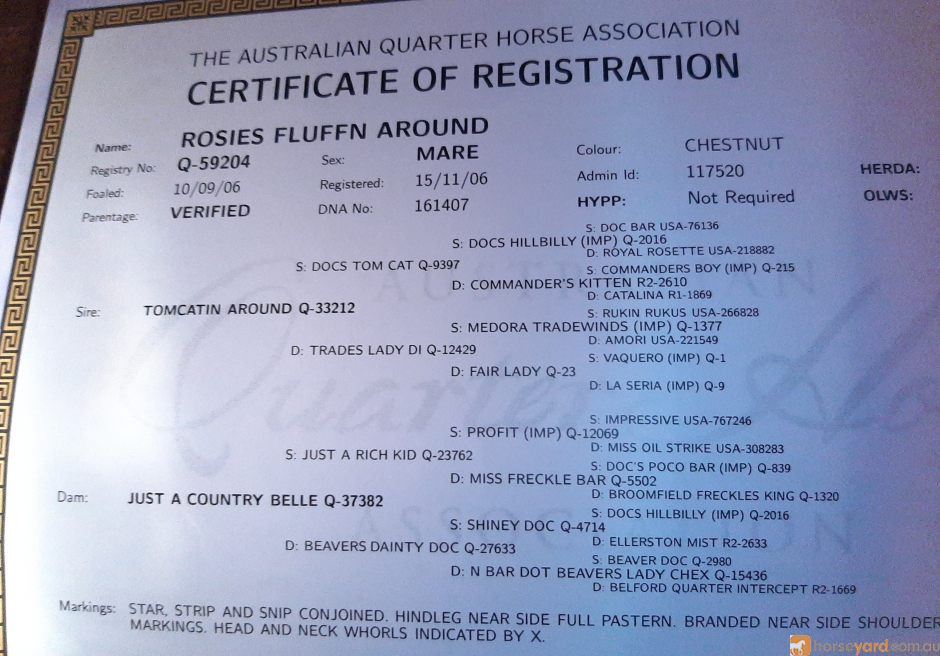 THE AUSTRALIAN QUARTER HORSE ASSOCIATION
CERTIFICATE OF REGISTRATION
Name: ROSIES FLUFFN AROUND
Registry No: Q-59204 Sex: MARE Colour: CHESTNUT
Foaled: 10/09/06 Registered: 15/11/06 Admin Id: 117520 HERDA:
Parentage: VERIFIED DNA No: 161407 HYPP: Not Required OLWS:
S: DOC BAR USA-76136
S: DOCS HILLBILLY (IMP) Q-2016
D: ROYAL ROSETTE USA-218882
S: DOCS TOM CAT Q-9397
S: COMMANDERS BOY (IMP) Q-215
D: COMMANDER'S KITTEN R2-2610
D: CATALINA R1-1869
Sire: TOMCATIN AROUND Q-33212
S: RUKIN RUKUS USA-266828
S: MEDORA TRADEWINDS (IMP) Q-1377
D: AMORI USA-221549
D: TRADES LADY DI Q-12429
S: VAQUERO (IMP) Q-1
D: FAIR LADY Q-23
D: LA SERIA (IMP) Q-9
S: IMPRESSIVE USA-767246
S: PROFIT (IMP) Q-12069
D: MISS OIL STRIKE USA-308283
S: JUST A RICH KID Q-23762
S: DOC'S POCO BAR (IMP) Q-839
D: MISS FRECKLE BAR Q-5502
D: BROOMFIELD FRECKLES KING Q-1320
Dam: JUST A COUNTRY BELLE Q-37382
S: DOCS HILLBILLY (IMP) Q-2016
S: SHINEY DOC Q-4714
D: ELLERSTON MIST R2-2633
D: BEAVERS DAINTY DOC Q-27633
S: BEAVER DOC Q-2980
D: N BAR DOT BEAVERS LADY CHEX Q-15436
D: BELFORD QUARTER INTERCEPT R2-1669
Markings: STAR, STRIP AND SNIP CONJOINED. HINDLEG NEAR SIDE FULL PASTERN. BRANDED NEAR SIDE SHOULDER
MARKINGS. HEAD AND NECK WHORLS INDICATED BY X.
AUSTRALIAN
Quarter Ho
ASSOCIATION
horseyard.com.au